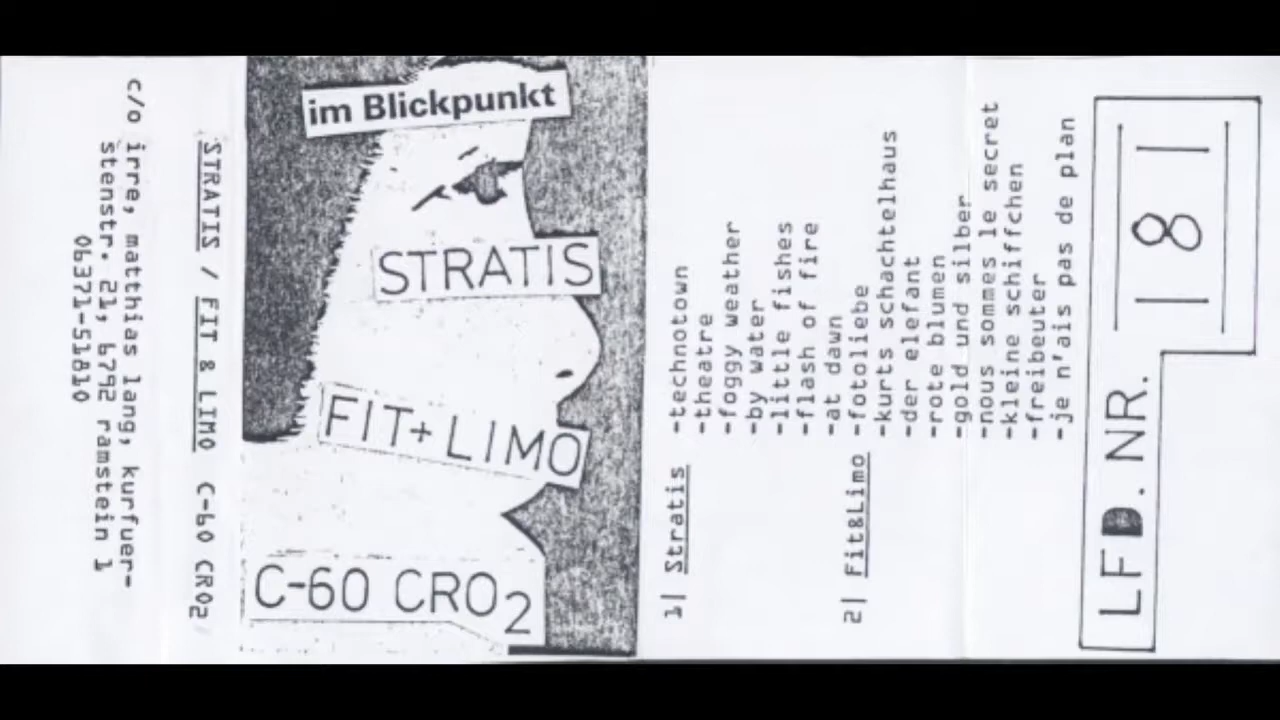 c/o irre, matthias lang, kurfuer-
stenstr. 21, 6792 ramstein 1
06371-51810
STRATIS / FIT & LIMO C-60 CRO2
im Blickpunkt
STRATIS
FIT+LIMO
C-60 CRO2
1| Stratis -technotown
-theatre
-foggy weather
-by water
-little fishes
-flash of fire
-at dawn
2| Fit&Limo -fotoliebe
-kurts schachtelhaus
-der elefant
-rote blumen
-gold und silber
-nous sommes le secret
-kleine schiffchen
-freibeuter
-je n'ais pas de plan
LFD. NR. |8|